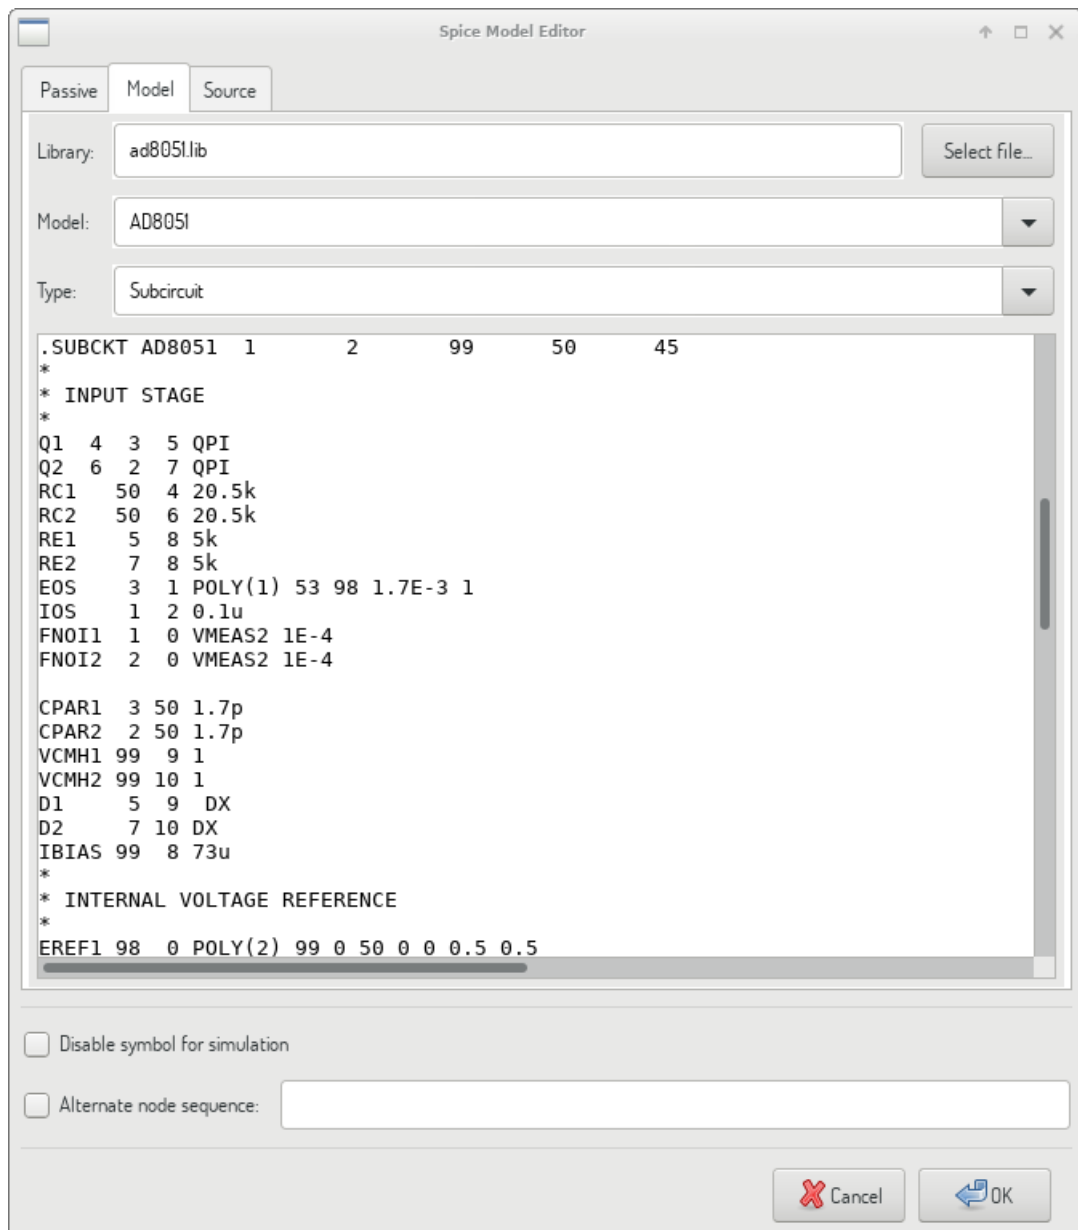 Spice Model Editor
Passive Model Source
Library: ad8051.lib Select file...
Model: AD8051
Type: Subcircuit
.SUBCKT AD8051  1       2       99      50      45
*
* INPUT STAGE
*
Q1  4  3  5 QPI
Q2  6  2  7 QPI
RC1   50  4 20.5k
RC2   50  6 20.5k
RE1    5  8 5k
RE2    7  8 5k
EOS    3  1 POLY(1) 53 98 1.7E-3 1
IOS    1  2 0.1u
FNOI1  1  0 VMEAS2 1E-4
FNOI2  2  0 VMEAS2 1E-4
CPAR1  3 50 1.7p
CPAR2  2 50 1.7p
VCMH1 99  9 1
VCMH2 99 10 1
D1     5  9  DX
D2     7 10 DX
IBIAS 99  8 73u
*
* INTERNAL VOLTAGE REFERENCE
*
EREF1 98  0 POLY(2) 99 0 50 0 0 0.5 0.5
Disable symbol for simulation
Alternate node sequence:
Cancel OK